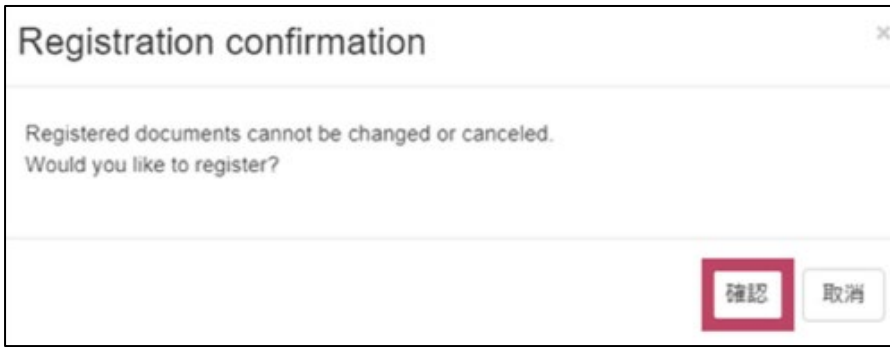 Registration confirmation
Registered documents cannot be changed or canceled.
Would you like to register?
確認 取消